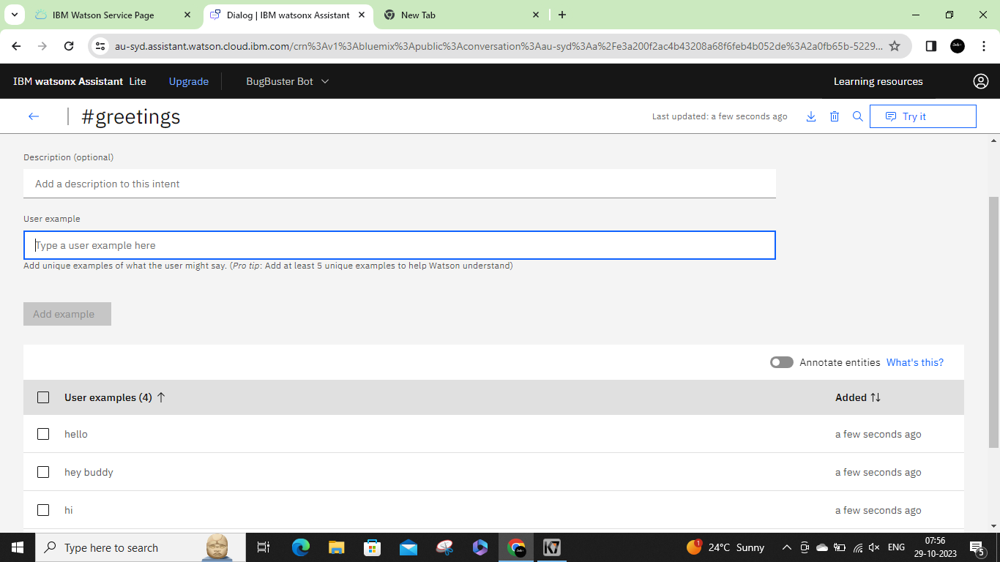 IBM Watson Service Page
Dialog | IBM watsonx Assistant
New Tab
au-syd.assistant.watson.cloud.ibm.com/crn%3Av1%3Abluemix%3Apublic%3Aconversation%3Aau-syd%3Aa%2Fe3a200f2ac4b43208a68f6feb4b052de%3A2a0fb65b-5229...
IBM watsonx Assistant Lite
Upgrade
BugBuster Bot
Learning resources
#greetings
Last updated: a few seconds ago
Try it
Description (optional)
Add a description to this intent
User example
Type a user example here
Add unique examples of what the user might say. (Pro tip: Add at least 5 unique examples to help Watson understand)
Add example
Annotate entities What's this?
User examples (4)
Added
hello
a few seconds ago
hey buddy
a few seconds ago
hi
a few seconds ago
Type here to search
1
24°C Sunny
ENG
07:56
29-10-2023
5